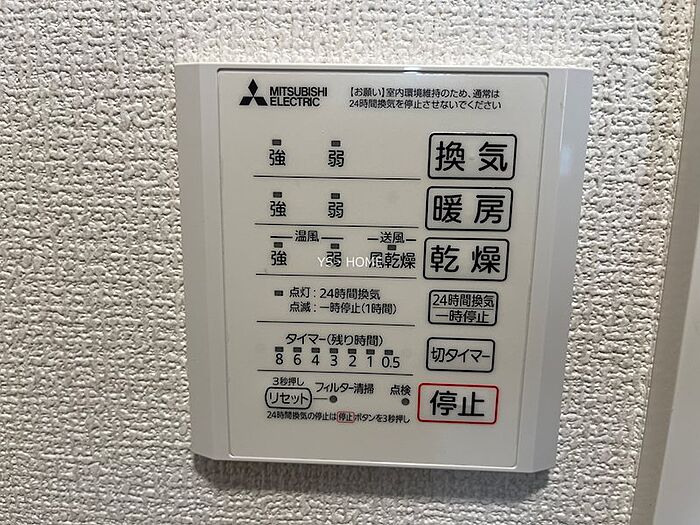 MITSUBISHI
ELECTRIC
【お願い】室内環境維持のため、通常は
24時間換気を停止させないでください
強 弱 換気
強 弱 暖房
温風 送風
強 弱 風乾燥 乾燥
YSS HOME
点灯:24時間換気
点滅:一時停止(1時間)
24時間換気
一時停止
タイマー(残り時間)
8 6 4 3 2 1 0.5
切タイマー
3秒押し
リセット フィルター清掃 点検
停止
24時間換気の停止は停止ボタンを3秒押し